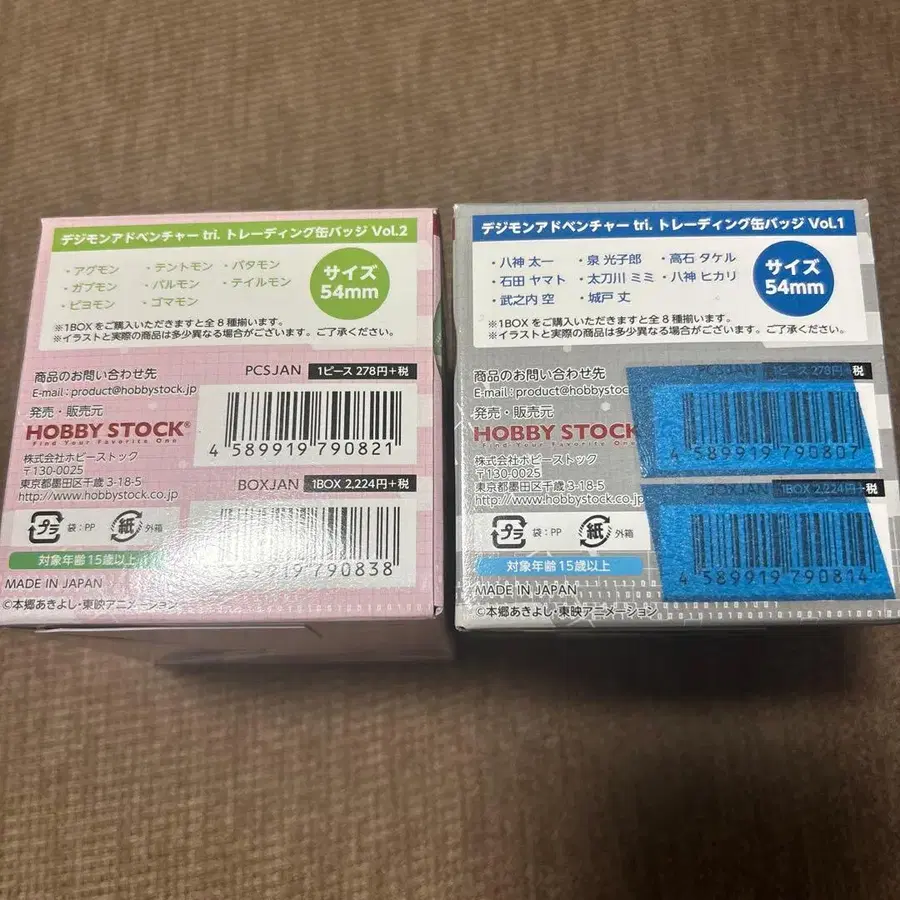 デジモンアドベンチャー tri. トレーディング缶バッジ Vol.2
・アグモン ・テントモン ・パタモン
・ガブモン ・パルモン ・テイルモン
・ピヨモン ・ゴマモン
サイズ
54mm
※1BOXをご購入いただきますと全8種揃います。
※イラストと実際の商品は多少異なる場合がございます。ご了承ください。
商品のお問い合わせ先
E-mail : product@hobbystock.jp
発売・販売元
HOBBY STOCK®
Find Your Favorite One
株式会社ホビーストック
〒130-0025
東京都墨田区千歳 3-18-5
http://www.hobbystock.co.jp
PCSJAN 1ピース 278円+税
4 589919 790821
BOXJAN 1BOX 2,224円+税
919 790838
プラ 袋:PP 紙 外箱
対象年齢15歳以上
MADE IN JAPAN
©本郷あきよし・東映アニメーション
デジモンアドベンチャー tri. トレーディング缶バッジ Vol.1
・八神 太一 ・泉 光子郎 ・高石 タケル
・石田 ヤマト ・太刀川 ミミ ・八神 ヒカリ
・武之内 空 ・城戸 丈
サイズ
54mm
※1BOXをご購入いただきますと全8種揃います。
※イラストと実際の商品は多少異なる場合がございます。ご了承ください。
商品のお問い合わせ先
E-mail : product@hobbystoc
発売・販売元
HOBBY STOCK
Find Your Favorite One
株式会社ホビーストック
〒130-0025
東京都墨田区千歳 3-18-5
http://www.hobbystock.co.jp
PCSJAN 1ピース 278円+税
4 589919 790807
BOXJAN 1BOX 2,224円+税
4 589919 790814
プラ 袋:PP 紙 外箱
対象年齢15歳以上
MADE IN JAPAN
©本郷あきよし・東映アニメーション